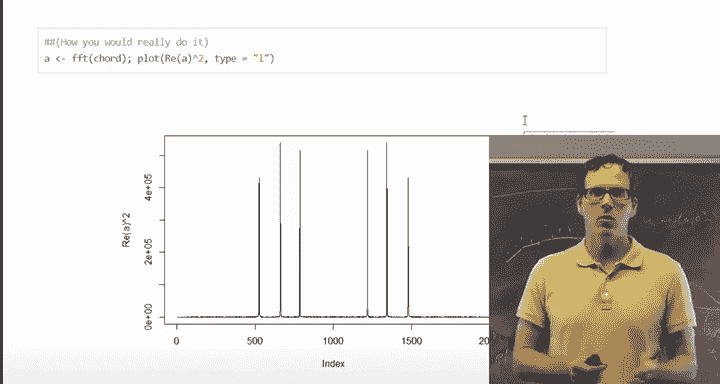 ##(How you would really do it)
a <- fft(chord); plot(Re(a)^2, type = "l")
Re(a)^2
4e+05
2e+05
0e+00
0 500 1000 1500
Index